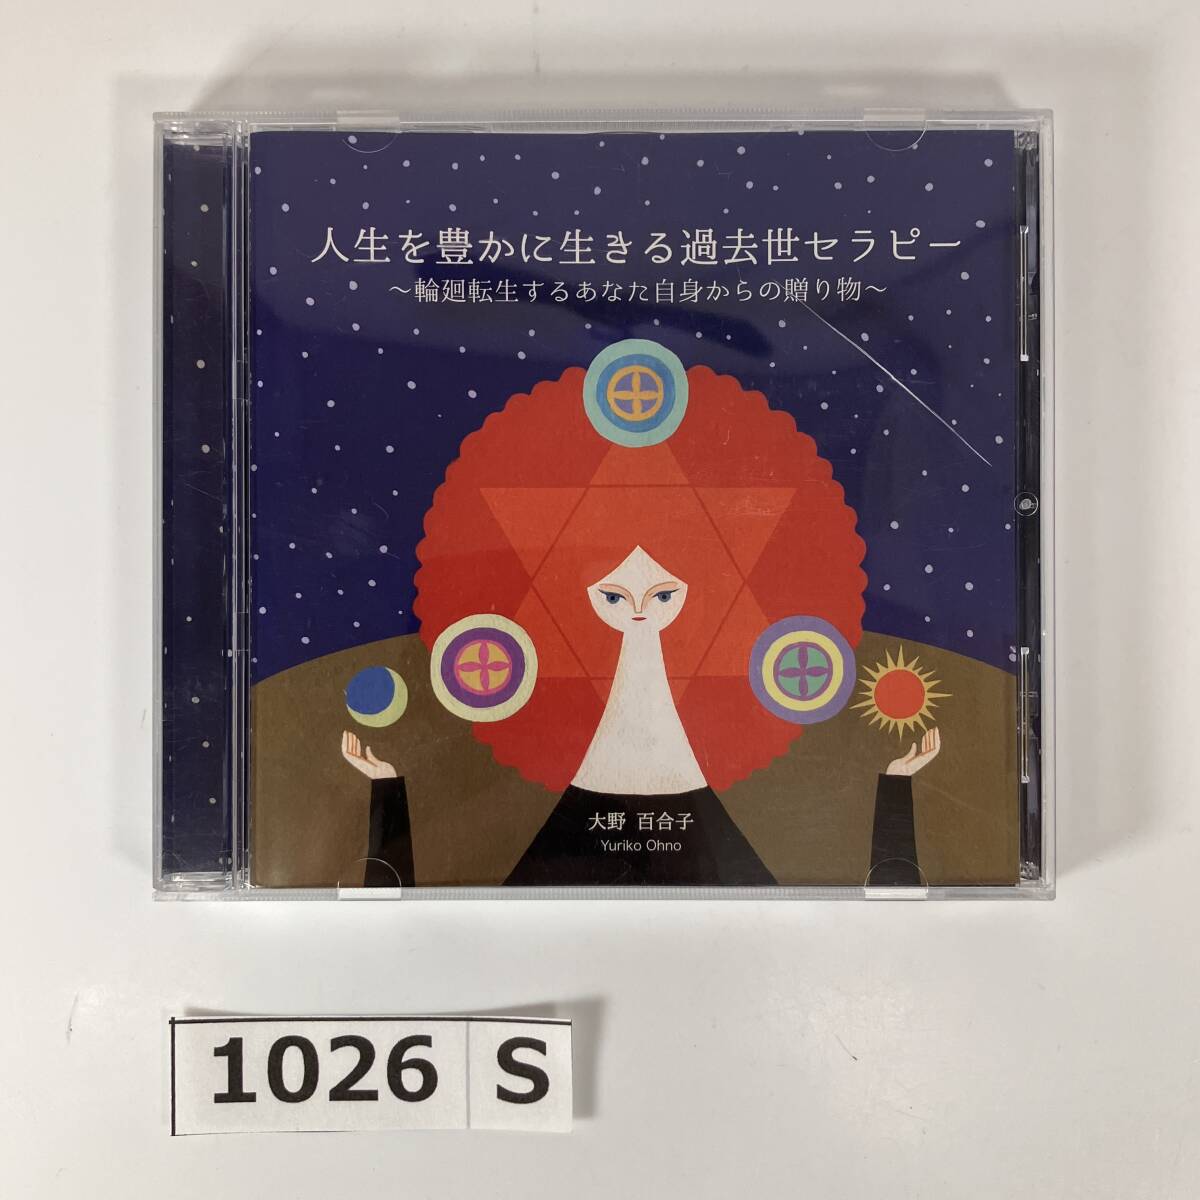 人生を豊かに生きる過去世セラピー
～輪廻転生するあなた自身からの贈り物～
大野 百合子
Yuriko Ohno
1026 S